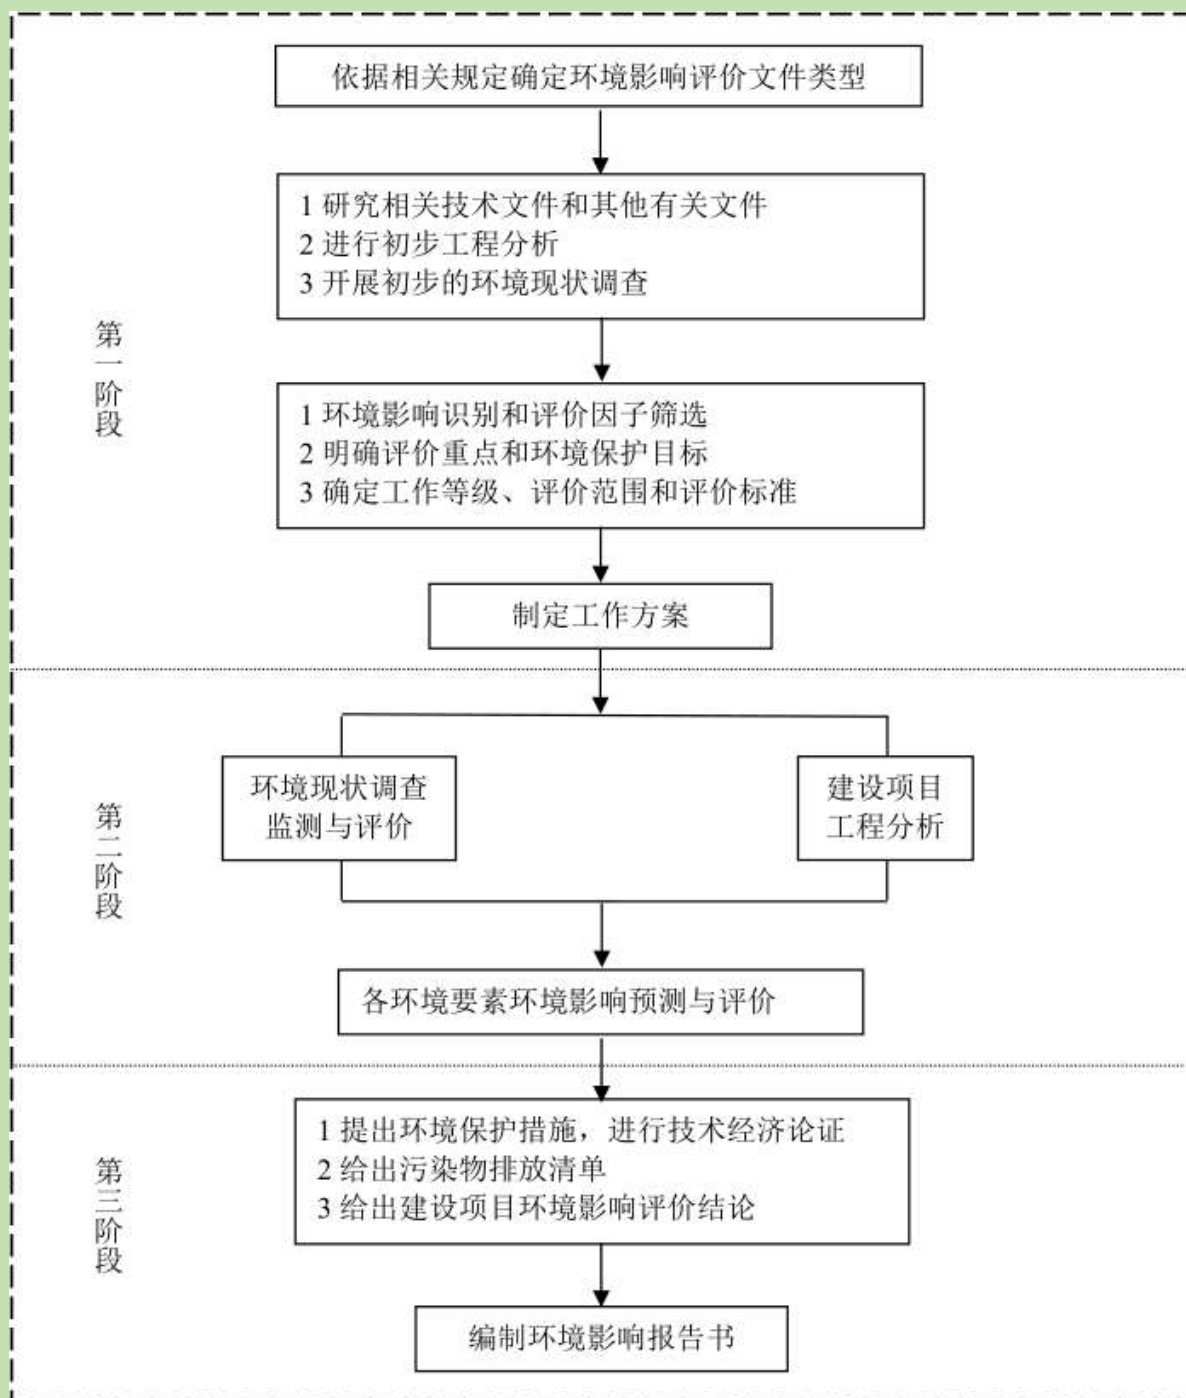 依据相关规定确定环境影响评价文件类型
1 研究相关技术文件和其他有关文件
2 进行初步工程分析
3 开展初步的环境现状调查
第一阶段
1 环境影响识别和评价因子筛选
2 明确评价重点和环境保护目标
3 确定工作等级、评价范围和评价标准
制定工作方案
环境现状调查
监测与评价
建设项目
工程分析
第二阶段
各环境要素环境影响预测与评价
1 提出环境保护措施，进行技术经济论证
2 给出污染物排放清单
3 给出建设项目环境影响评价结论
第三阶段
编制环境影响报告书